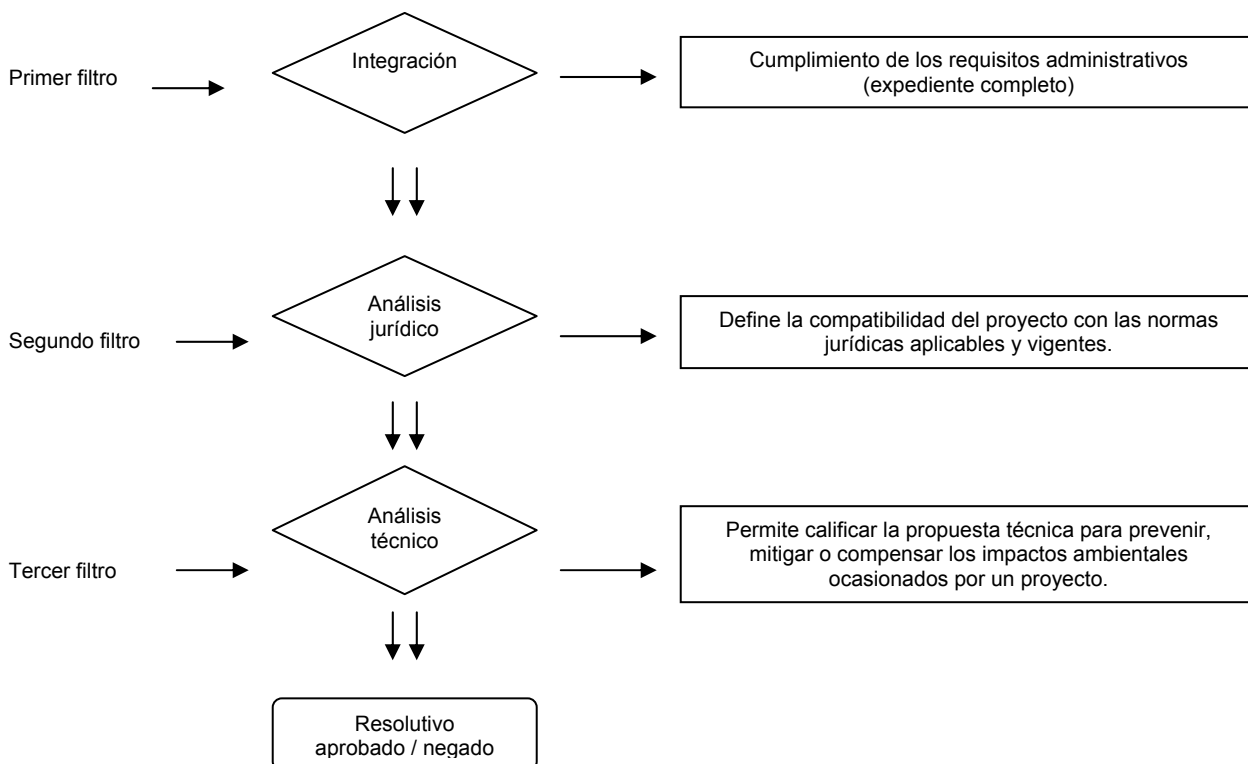 Primer filtro
Integración
Cumplimiento de los requisitos administrativos
(expediente completo)
Segundo filtro
Análisis
jurídico
Define la compatibilidad del proyecto con las normas
jurídicas aplicables y vigentes.
Tercer filtro
Análisis
técnico
Permite calificar la propuesta técnica para prevenir,
mitigar o compensar los impactos ambientales
ocasionados por un proyecto.
Resolutivo
aprobado / negado